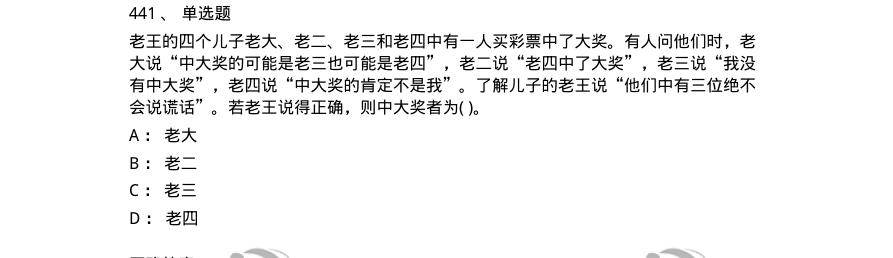 441 、 单选题
老王的四个儿子老大、老二、老三和老四中有一人买彩票中了大奖。有人问他们时，老
大说“中大奖的可能是老三也可能是老四”，老二说“老四中了大奖”，老三说“我没
有中大奖”，老四说“中大奖的肯定不是我”。了解儿子的老王说“他们中有三位绝不
会说谎话”。若老王说得正确，则中大奖者为( )。
A ： 老大
B ： 老二
C ： 老三
D ： 老四